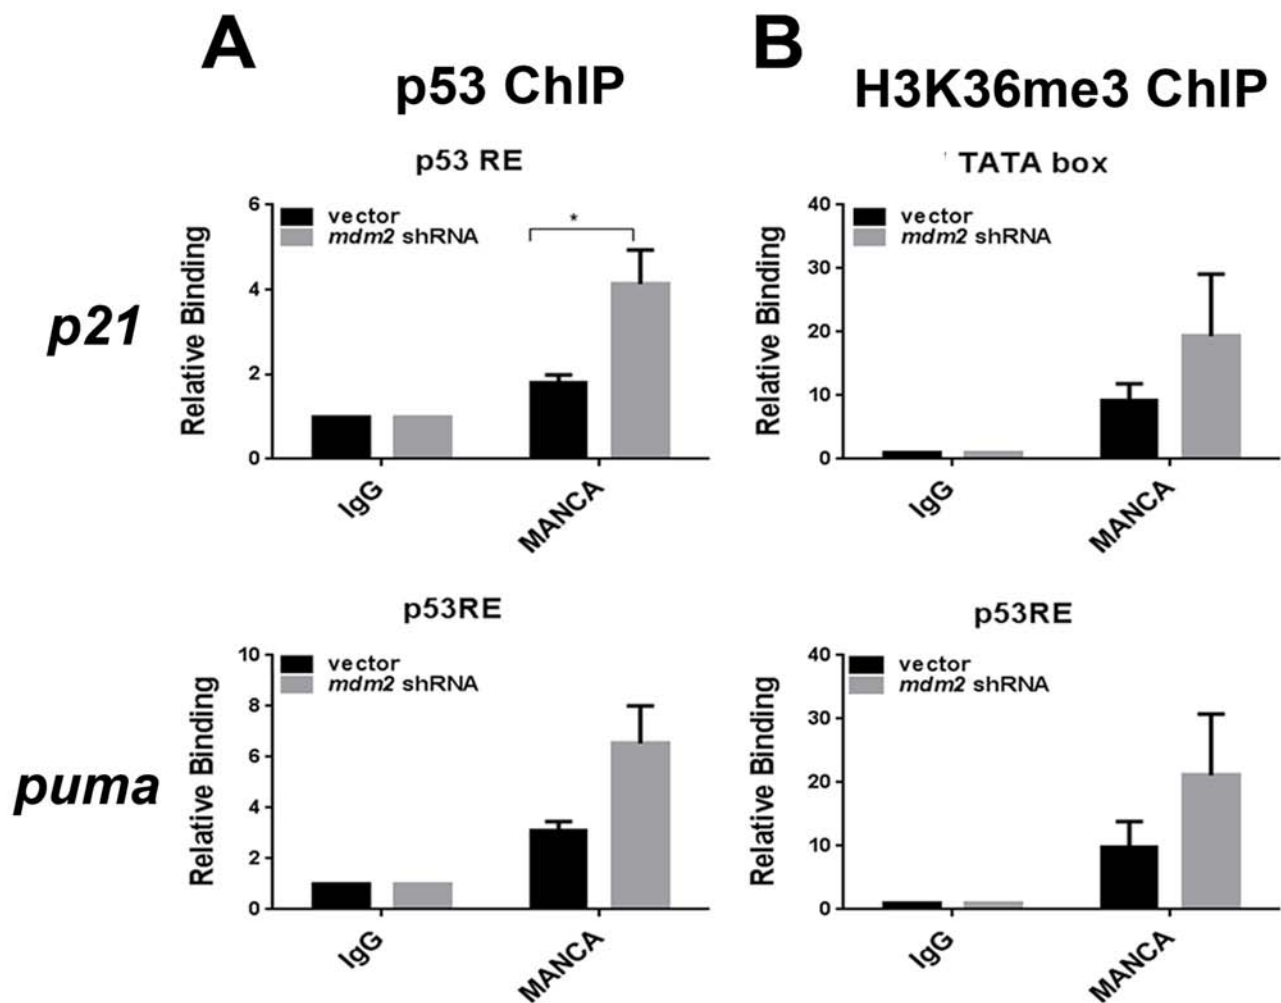 A
B
p53 ChIP
H3K36me3 ChIP
p21
p53 RE
vector
mdm2 shRNA
*
Relative Binding
6
4
2
0
IgG
MANCA
TATA box
vector
mdm2 shRNA
Relative Binding
40
30
20
10
0
IgG
MANCA
puma
p53RE
vector
mdm2 shRNA
Relative Binding
10
8
6
4
2
0
IgG
MANCA
p53RE
vector
mdm2 shRNA
Relative Binding
40
30
20
10
0
IgG
MANCA